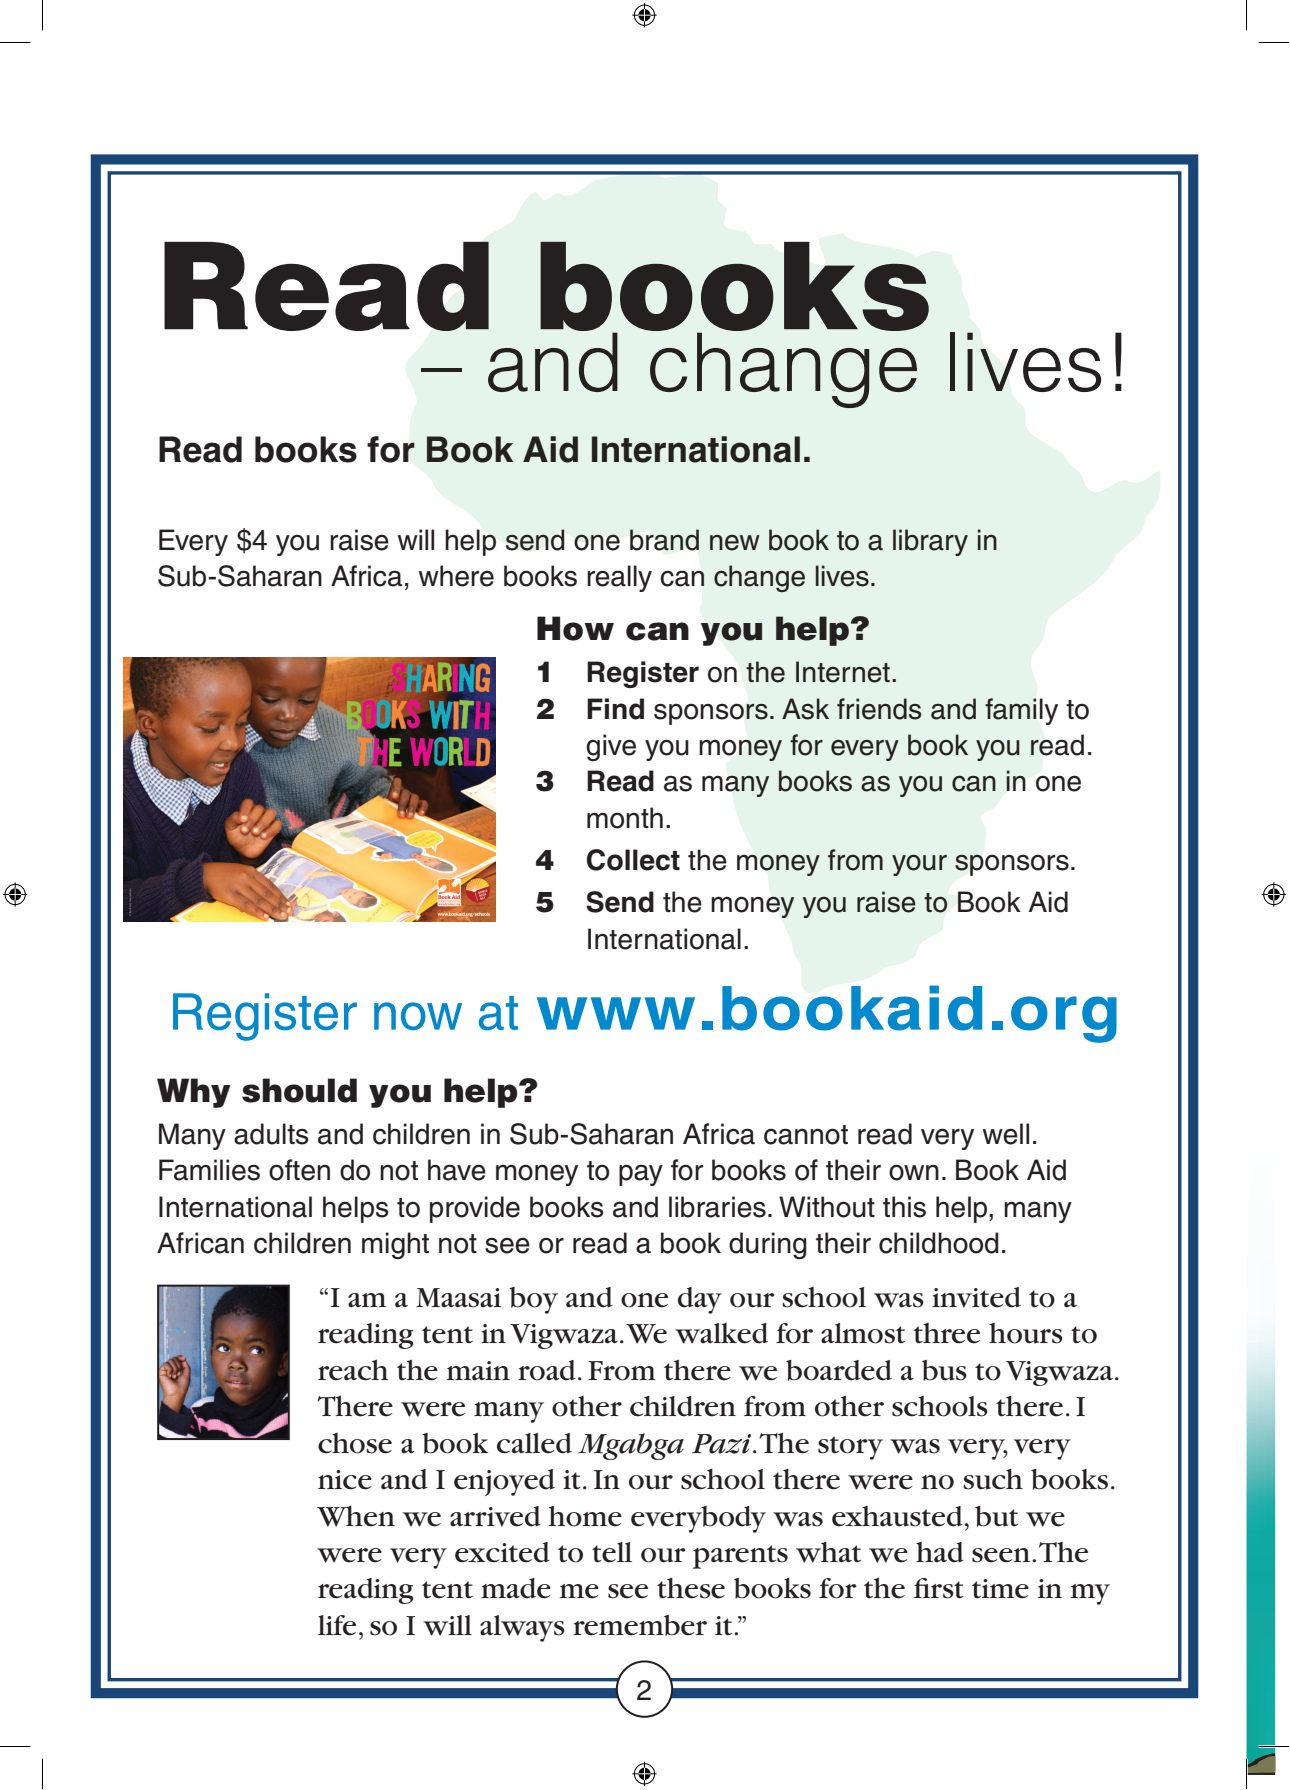 Read books
– and change lives!
Read books for Book Aid International.
Every $4 you raise will help send one brand new book to a library in
Sub-Saharan Africa, where books really can change lives.
How can you help?
1 Register on the Internet.
2 Find sponsors. Ask friends and family to
give you money for every book you read.
3 Read as many books as you can in one
month.
4 Collect the money from your sponsors.
5 Send the money you raise to Book Aid
International.
SHARING
BOOKS WITH
THE WORLD
Book Aid
www.bookaid.org/schools
Register now at www.bookaid.org
Why should you help?
Many adults and children in Sub-Saharan Africa cannot read very well.
Families often do not have money to pay for books of their own. Book Aid
International helps to provide books and libraries. Without this help, many
African children might not see or read a book during their childhood.
“I am a Maasai boy and one day our school was invited to a
reading tent in Vigwaza. We walked for almost three hours to
reach the main road. From there we boarded a bus to Vigwaza.
There were many other children from other schools there. I
chose a book called Mgabga Pazi. The story was very, very
nice and I enjoyed it. In our school there were no such books.
When we arrived home everybody was exhausted, but we
were very excited to tell our parents what we had seen. The
reading tent made me see these books for the first time in my
life, so I will always remember it.”
2